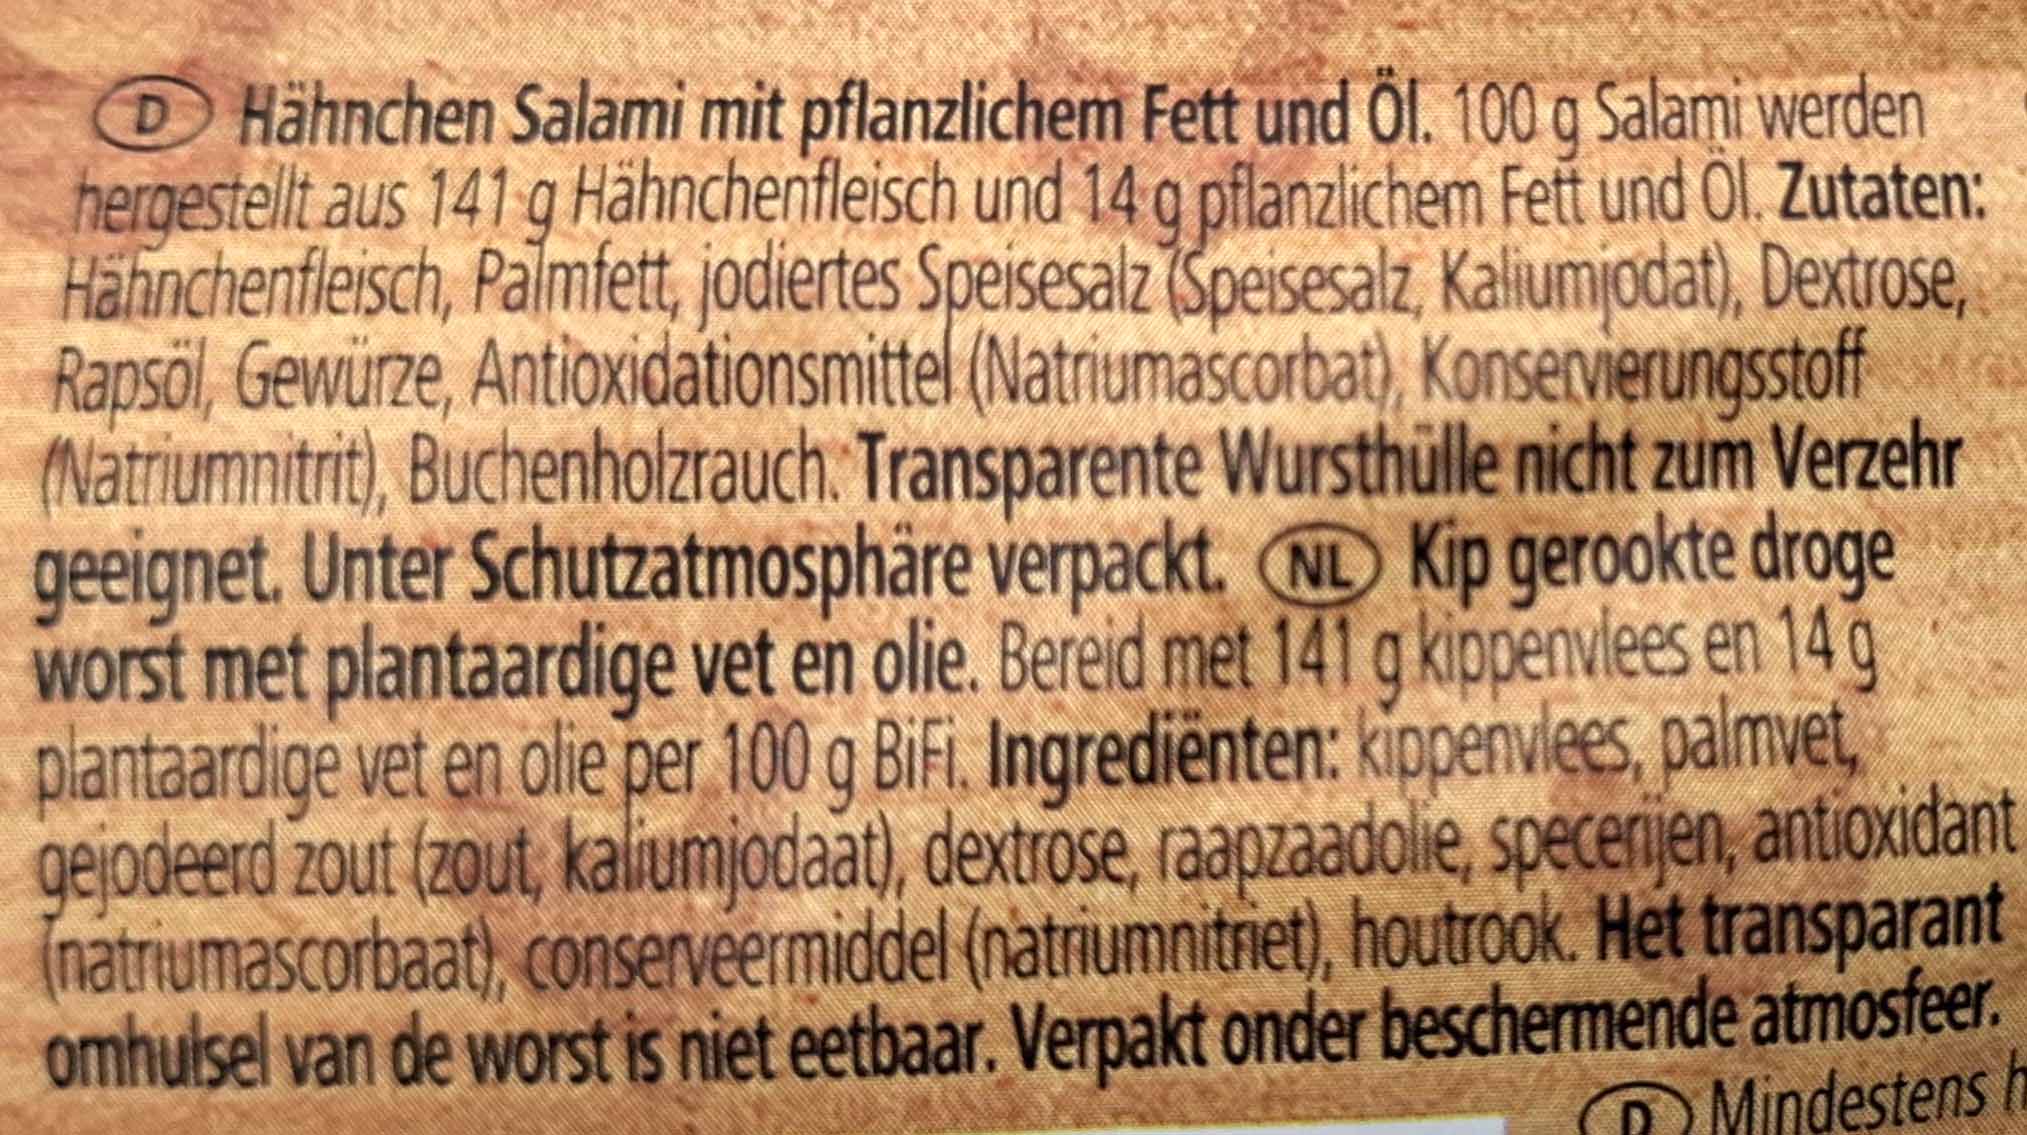 D Hähnchen Salami mit pflanzlichem Fett und Öl. 100 g Salami werden
hergestellt aus 141 g Hähnchenfleisch und 14 g pflanzlichem Fett und Öl. Zutaten:
Hähnchenfleisch, Palmfett, jodiertes Speisesalz (Speisesalz, Kaliumjodat), Dextrose,
Rapsöl, Gewürze, Antioxidationsmittel (Natriumascorbat), Konservierungsstoff
(Natriumnitrit), Buchenholzrauch. Transparente Wursthülle nicht zum Verzehr
geeignet. Unter Schutzatmosphäre verpackt. NL Kip gerookte droge
worst met plantaardige vet en olie. Bereid met 141 g kippenvlees en 14 g
plantaardige vet en olie per 100 g BiFi. Ingrediënten: kippenvlees, palmvet,
gejodeerd zout (zout, kaliumjodaat), dextrose, raapzaadolie, specerijen, antioxidant
(natriumascorbaat), conserveermiddel (natriumnitriet), houtrook. Het transparant
omhulsel van de worst is niet eetbaar. Verpakt onder beschermende atmosfeer.
D Mindestens h